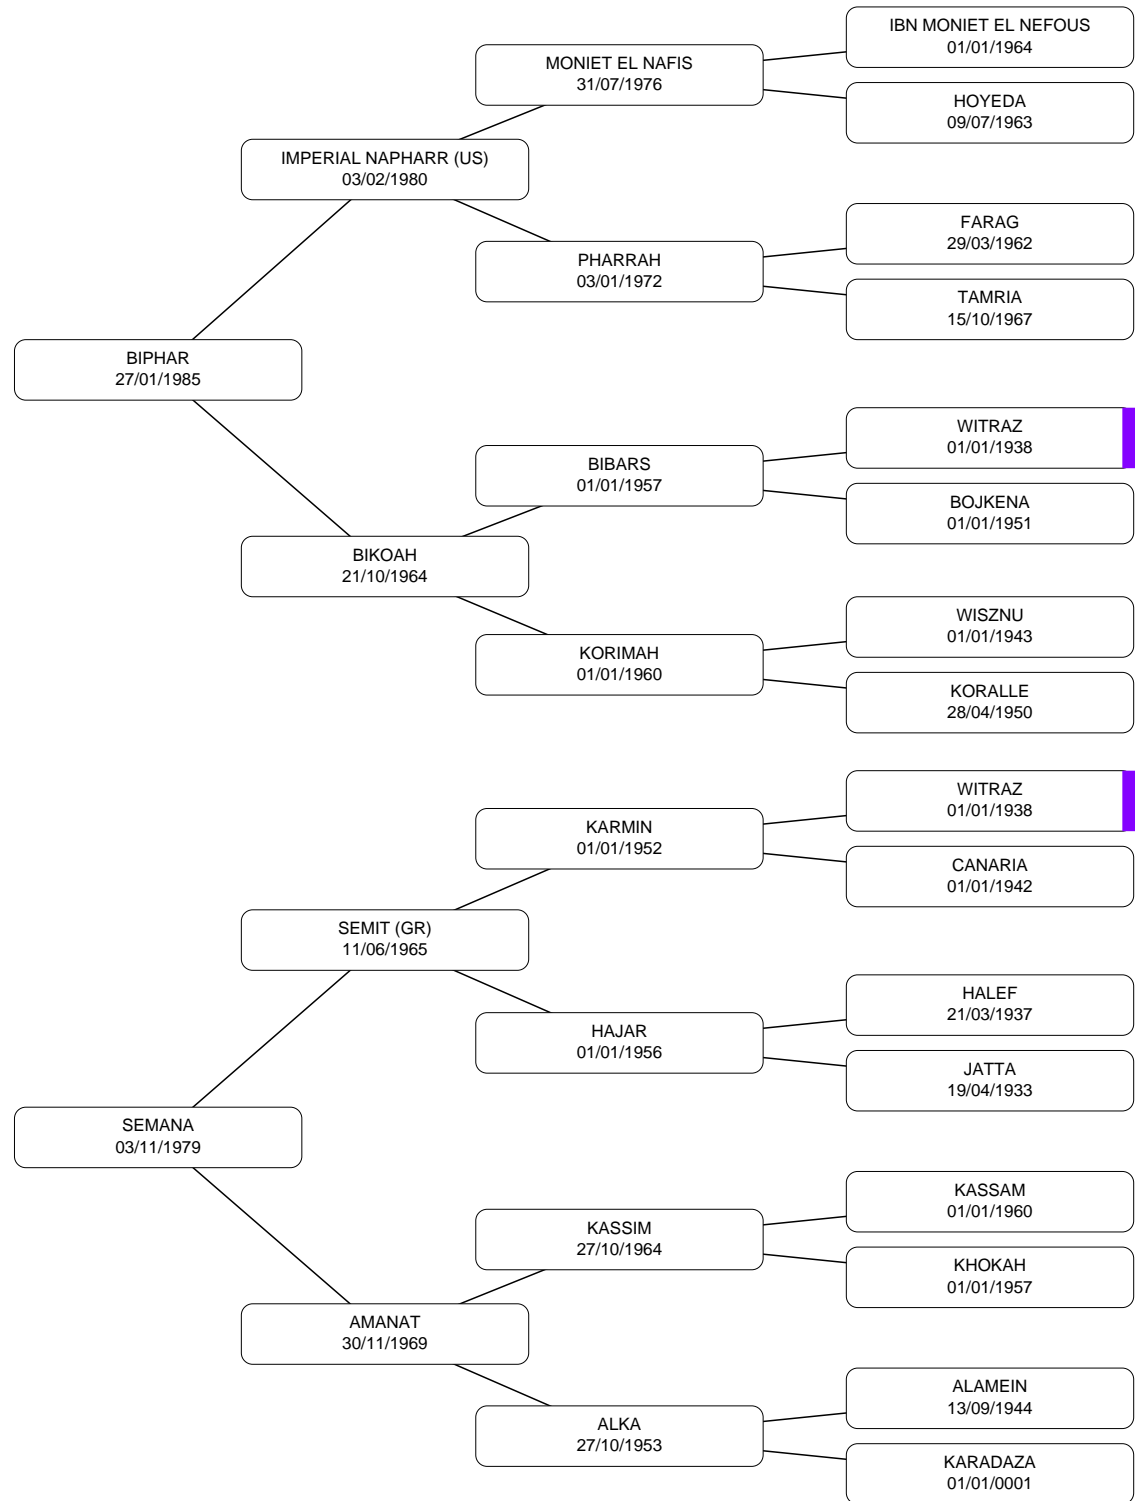 IBN MONIET EL NEFOUS
01/01/1964
MONIET EL NAFIS
31/07/1976
HOYEDA
09/07/1963
IMPERIAL NAPHARR (US)
03/02/1980
FARAG
29/03/1962
PHARRAH
03/01/1972
TAMRIA
15/10/1967
BIPHAR
27/01/1985
WITRAZ
01/01/1938
BIBARS
01/01/1957
BOJKENA
01/01/1951
BIKOAH
21/10/1964
WISZNU
01/01/1943
KORIMAH
01/01/1960
KORALLE
28/04/1950
WITRAZ
01/01/1938
KARMIN
01/01/1952
CANARIA
01/01/1942
SEMIT (GR)
11/06/1965
HALEF
21/03/1937
HAJAR
01/01/1956
JATTA
19/04/1933
SEMANA
03/11/1979
KASSAM
01/01/1960
KASSIM
27/10/1964
KHOKAH
01/01/1957
AMANAT
30/11/1969
ALAMEIN
13/09/1944
ALKA
27/10/1953
KARADAZA
01/01/0001